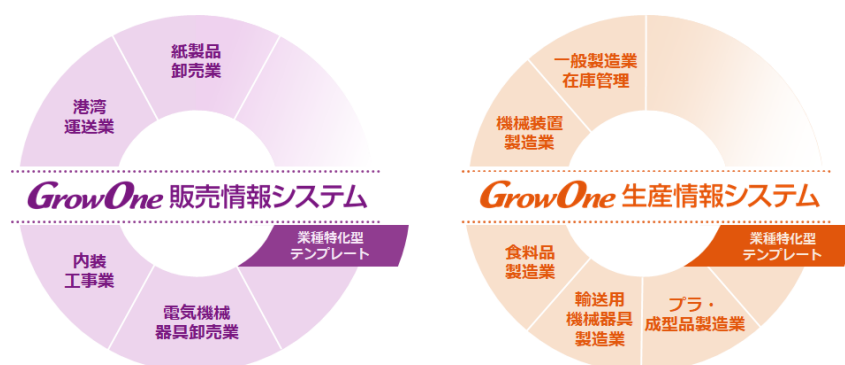 紙製品
卸売業
港湾
運送業
GrowOne 販売情報システム
業種特化型
テンプレート
内装
工事業
電気機械
器具卸売業
一般製造業
在庫管理
機械装置
製造業
GrowOne 生産情報システム
業種特化型
テンプレート
食料品
製造業
輸送用
機械器具
製造業
プラ・
成型品製造業